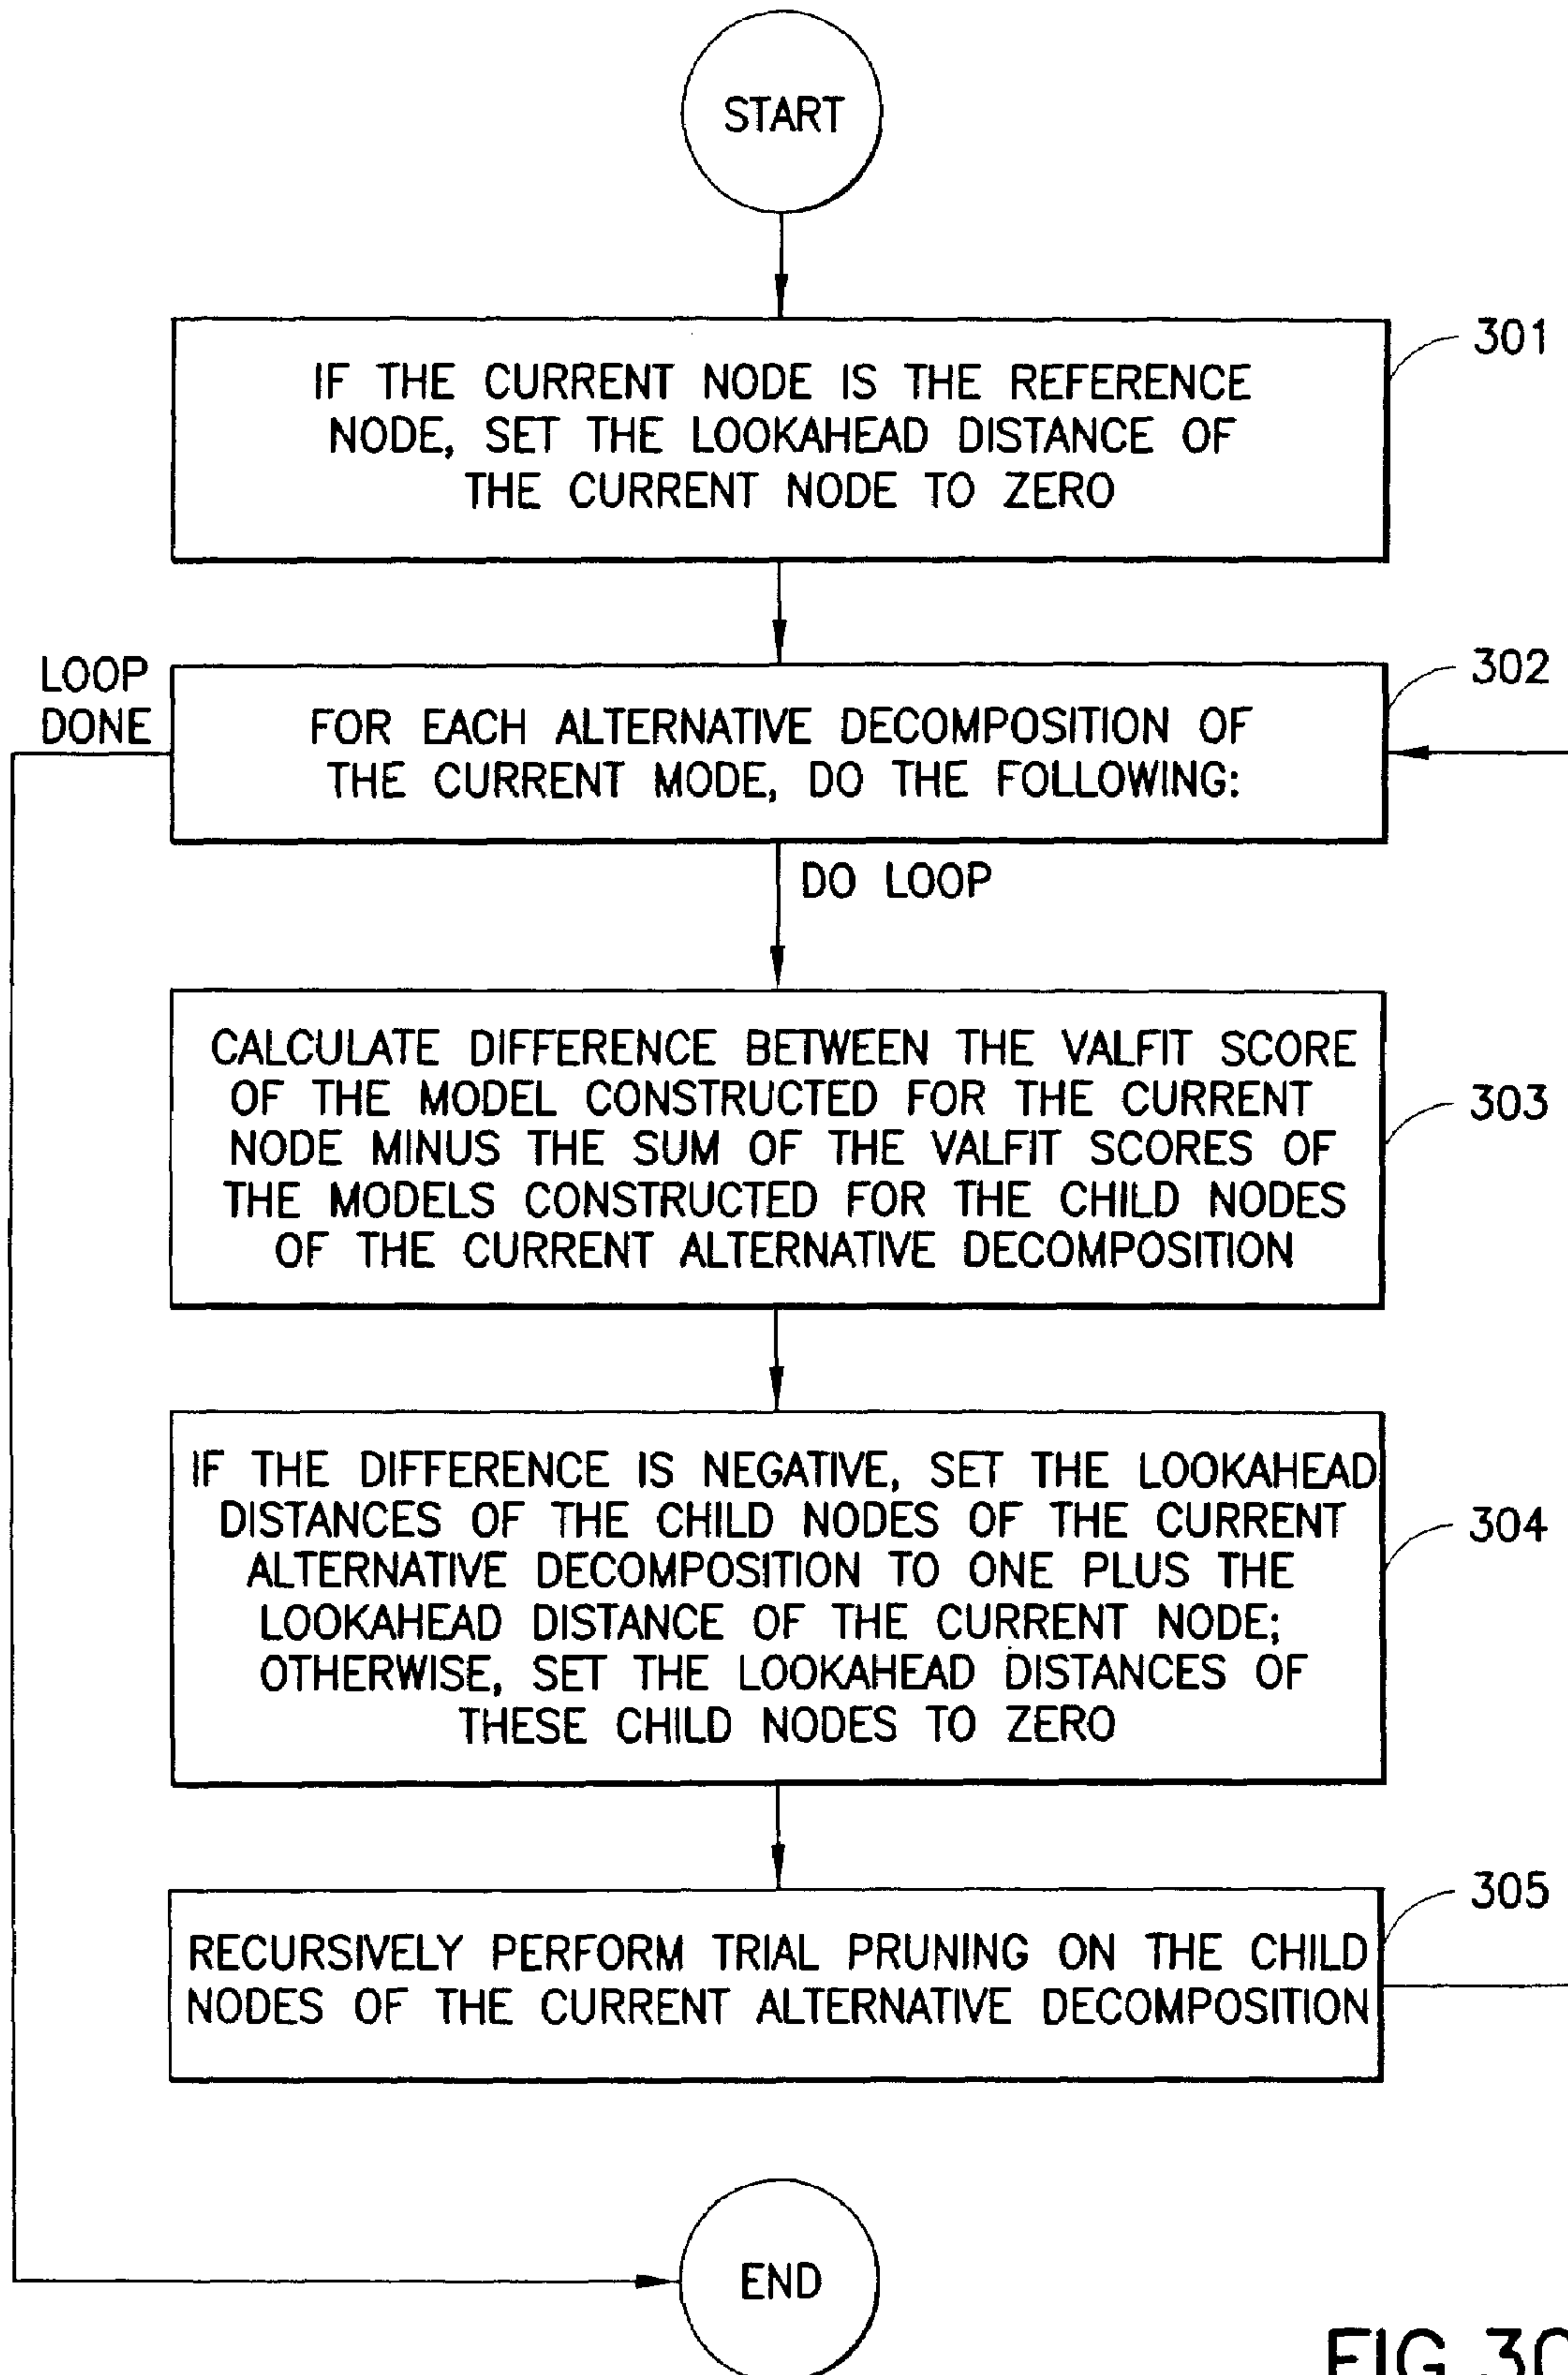 START
IF THE CURRENT NODE IS THE REFERENCE
NODE, SET THE LOOKAHEAD DISTANCE OF
THE CURRENT NODE TO ZERO
301
LOOP
DONE
FOR EACH ALTERNATIVE DECOMPOSITION OF
THE CURRENT MODE, DO THE FOLLOWING:
302
DO LOOP
CALCULATE DIFFERENCE BETWEEN THE VALFIT SCORE
OF THE MODEL CONSTRUCTED FOR THE CURRENT
NODE MINUS THE SUM OF THE VALFIT SCORES OF
THE MODELS CONSTRUCTED FOR THE CHILD NODES
OF THE CURRENT ALTERNATIVE DECOMPOSITION
303
IF THE DIFFERENCE IS NEGATIVE, SET THE LOOKAHEAD
DISTANCES OF THE CHILD NODES OF THE CURRENT
ALTERNATIVE DECOMPOSITION TO ONE PLUS THE
LOOKAHEAD DISTANCE OF THE CURRENT NODE;
OTHERWISE, SET THE LOOKAHEAD DISTANCES OF
THESE CHILD NODES TO ZERO
304
RECURSIVELY PERFORM TRIAL PRUNING ON THE CHILD
NODES OF THE CURRENT ALTERNATIVE DECOMPOSITION
305
END